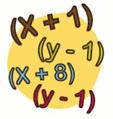 (x + 1)
(y - 1)
(x + 8)
(y - 1)